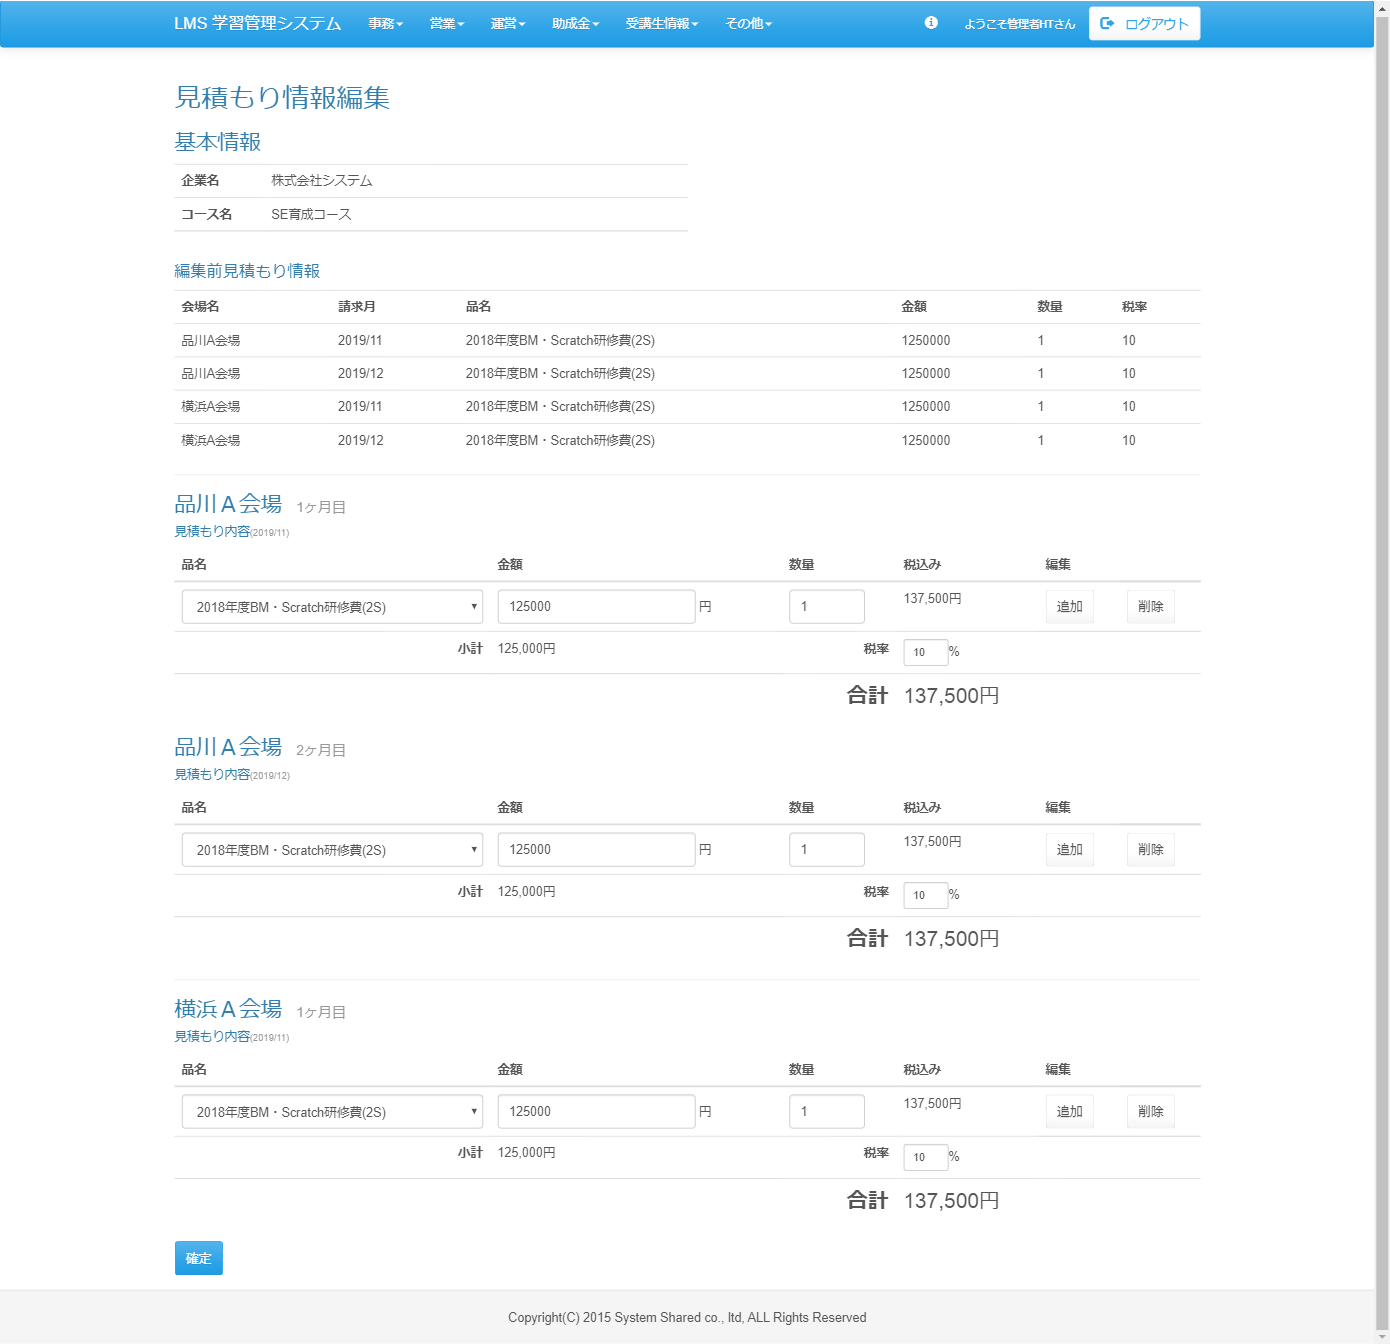 LMS 学習管理システム 事務 営業 運営 助成金 受講生情報 その他 ようこそ管理者HTさん ログアウト
見積もり情報編集
基本情報
企業名 株式会社システム
コース名 SE育成コース
編集前見積もり情報
会場名 請求月 品名 金額 数量 税率
品川A会場 2019/11 2018年度BM・Scratch研修費(2S) 1250000 1 10
品川A会場 2019/12 2018年度BM・Scratch研修費(2S) 1250000 1 10
横浜A会場 2019/11 2018年度BM・Scratch研修費(2S) 1250000 1 10
横浜A会場 2019/12 2018年度BM・Scratch研修費(2S) 1250000 1 10
品川Ａ会場 1ヶ月目
見積もり内容(2019/11)
品名 金額 数量 税込み 編集
2018年度BM・Scratch研修費(2S) 125000 円 1 137,500円 追加 削除
小計 125,000円 税率 10 %
合計 137,500円
品川Ａ会場 2ヶ月目
見積もり内容(2019/12)
品名 金額 数量 税込み 編集
2018年度BM・Scratch研修費(2S) 125000 円 1 137,500円 追加 削除
小計 125,000円 税率 10 %
合計 137,500円
横浜Ａ会場 1ヶ月目
見積もり内容(2019/11)
品名 金額 数量 税込み 編集
2018年度BM・Scratch研修費(2S) 125000 円 1 137,500円 追加 削除
小計 125,000円 税率 10 %
合計 137,500円
確定
Copyright(C) 2015 System Shared co., ltd, ALL Rights Reserved